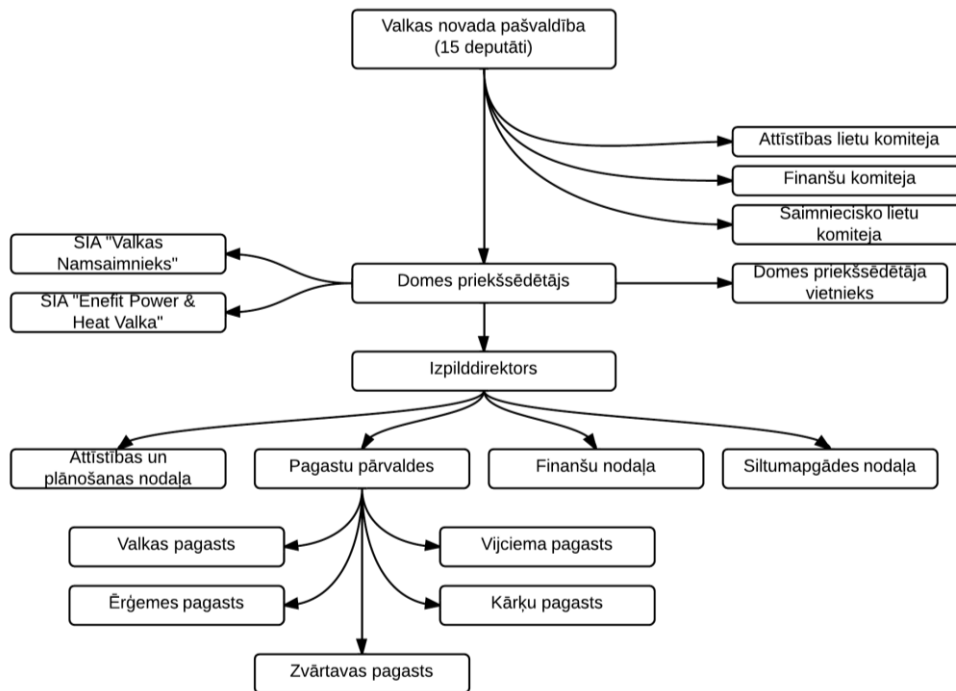 Valkas novada pašvaldība
(15 deputāti)
Attīstības lietu komiteja
Finanšu komiteja
Saimniecisko lietu
komiteja
SIA "Valkas
Namsaimnieks"
Domes priekšsēdētājs
Domes priekšsēdētāja
vietnieks
SIA "Enefit Power &
Heat Valka"
Izpilddirektors
Attīstības un
plānošanas nodaļa
Pagastu pārvaldes
Finanšu nodaļa
Siltumapgādes nodaļa
Valkas pagasts
Vijciema pagasts
Ērģemes pagasts
Kārķu pagasts
Zvārtavas pagasts